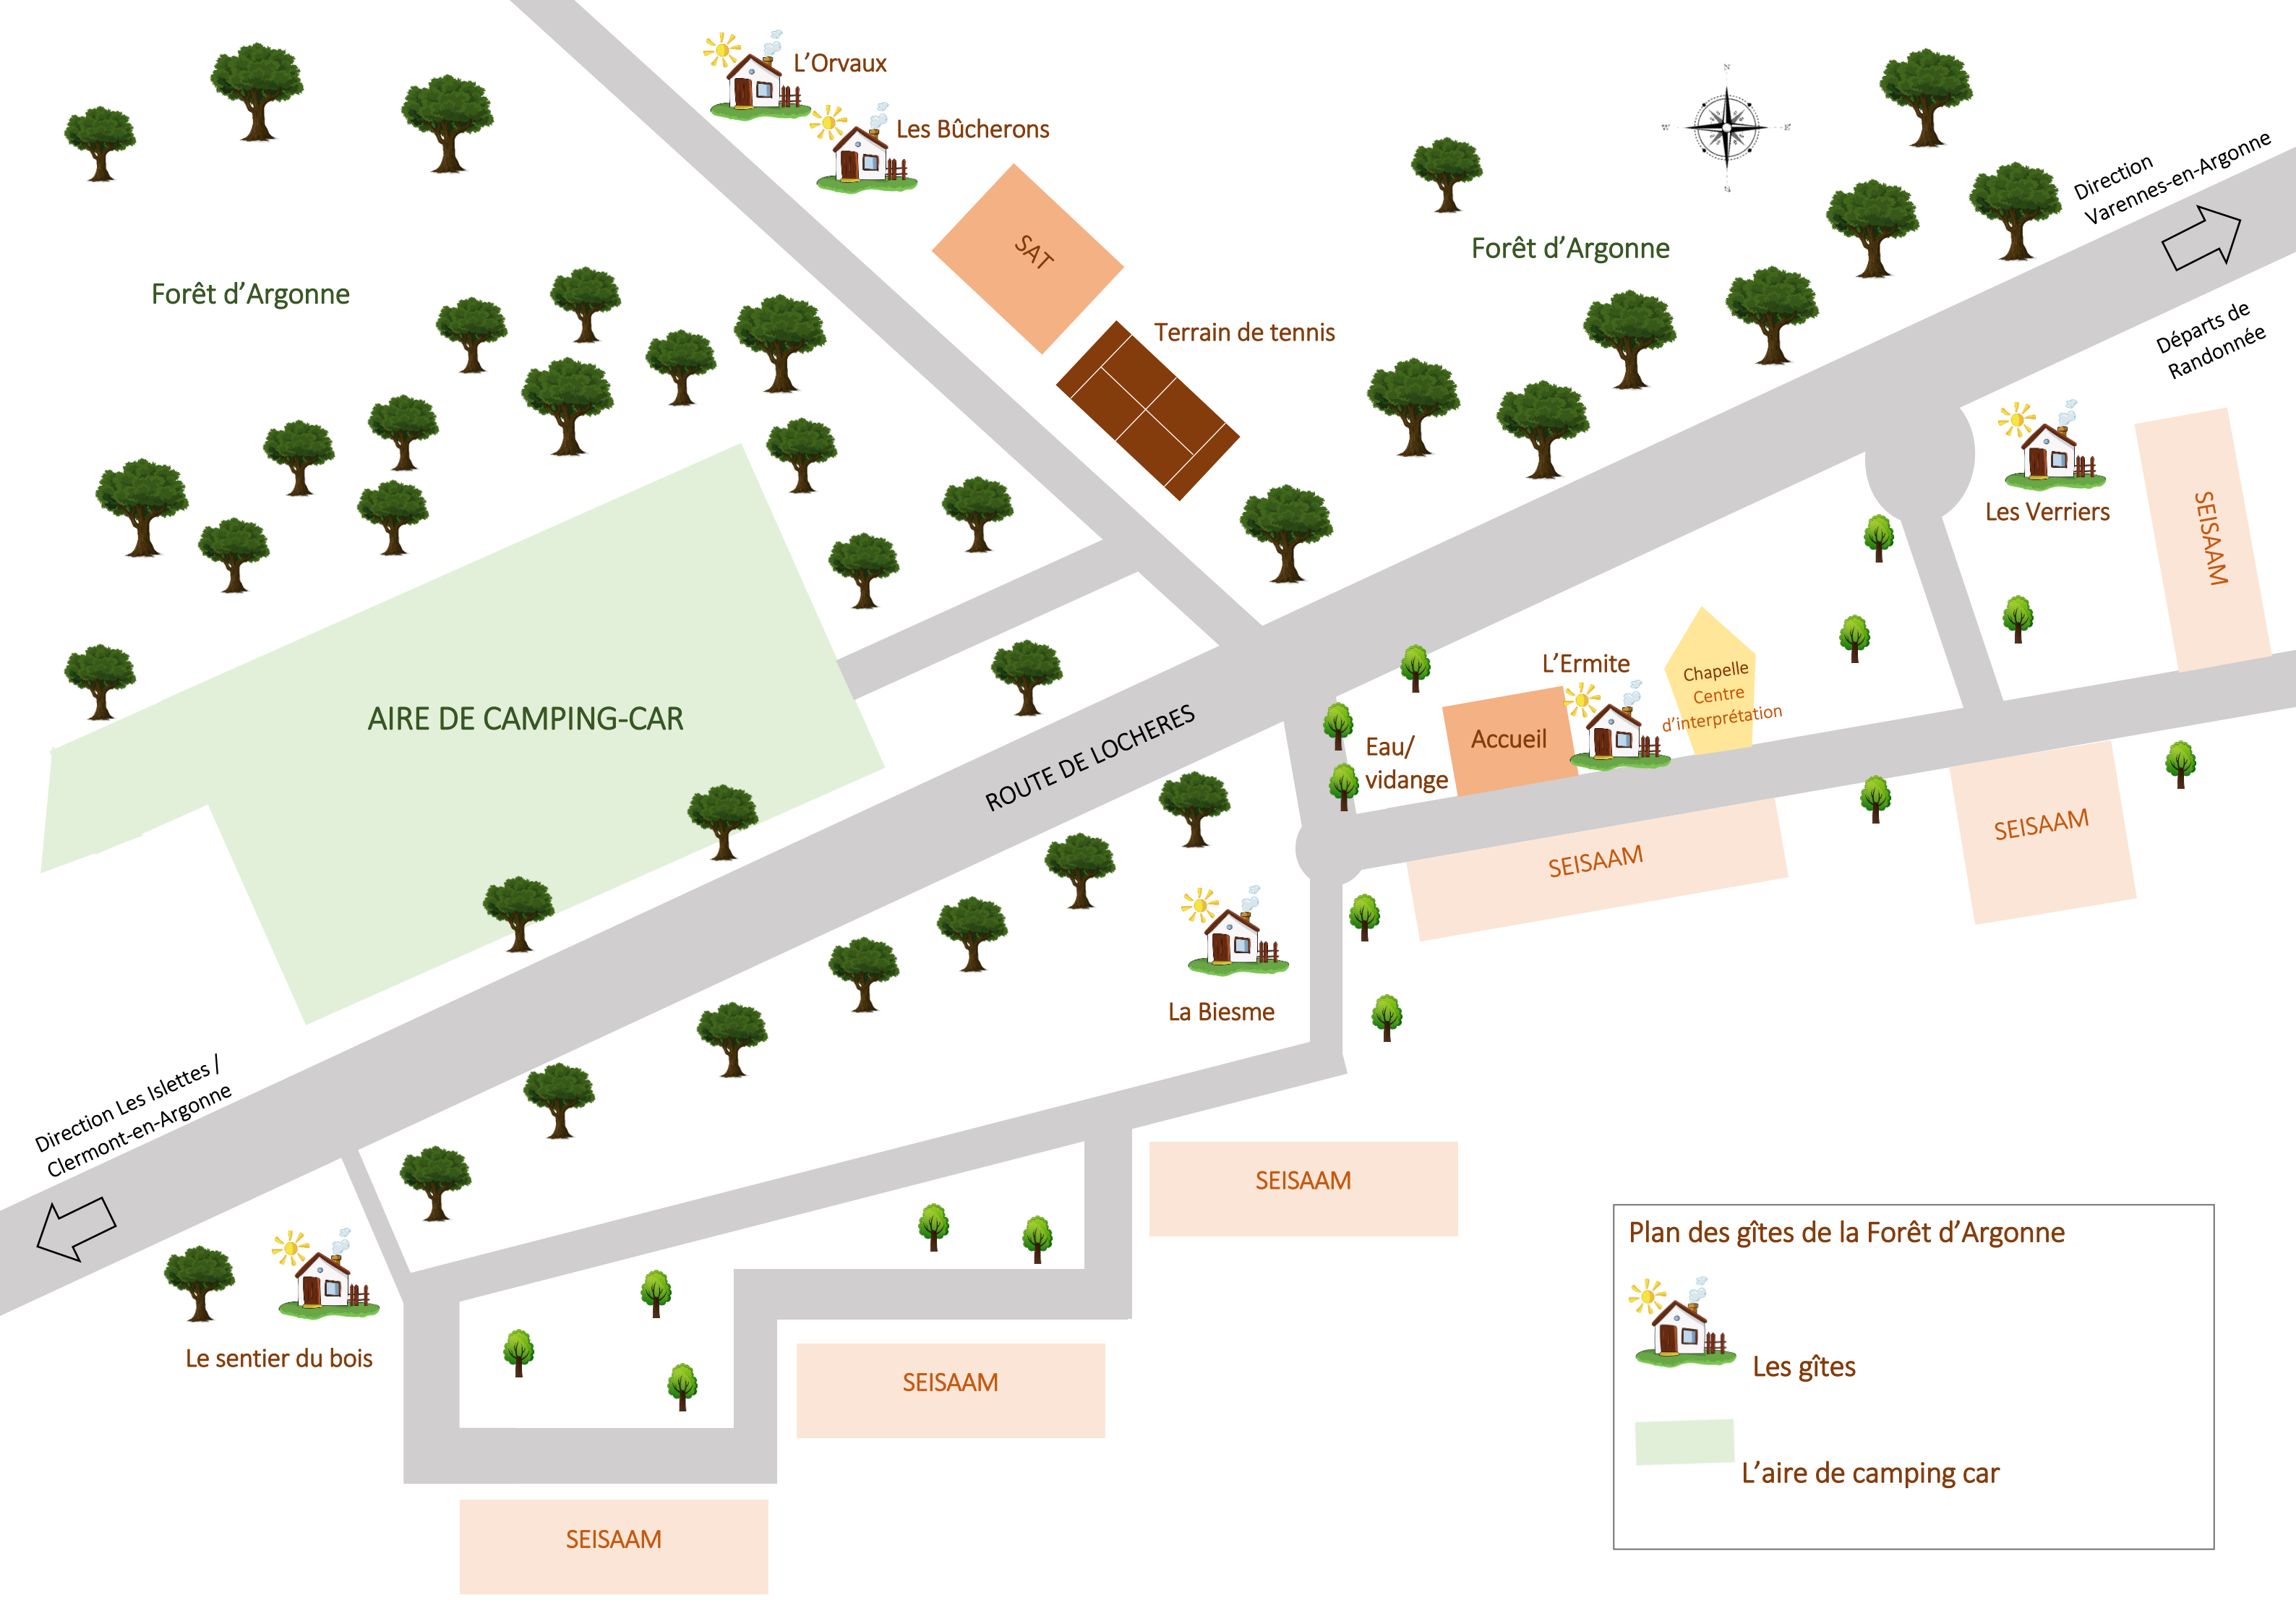 L'Orvaux
Les Bûcherons
N
W
E
S
SAT
Forêt d'Argonne
Direction
Varennes-en-Argonne
Forêt d'Argonne
Terrain de tennis
Départs de
Randonnée
Les Verriers
SEISAAM
AIRE DE CAMPING-CAR
ROUTE DE LOCHERES
L'Ermite
Chapelle
Centre
d'interprétation
Eau/
vidange
Accueil
SEISAAM
SEISAAM
La Biesme
Direction Les Islettes /
Clermont-en-Argonne
SEISAAM
Le sentier du bois
SEISAAM
SEISAAM
Plan des gîtes de la Forêt d'Argonne
Les gîtes
L'aire de camping car